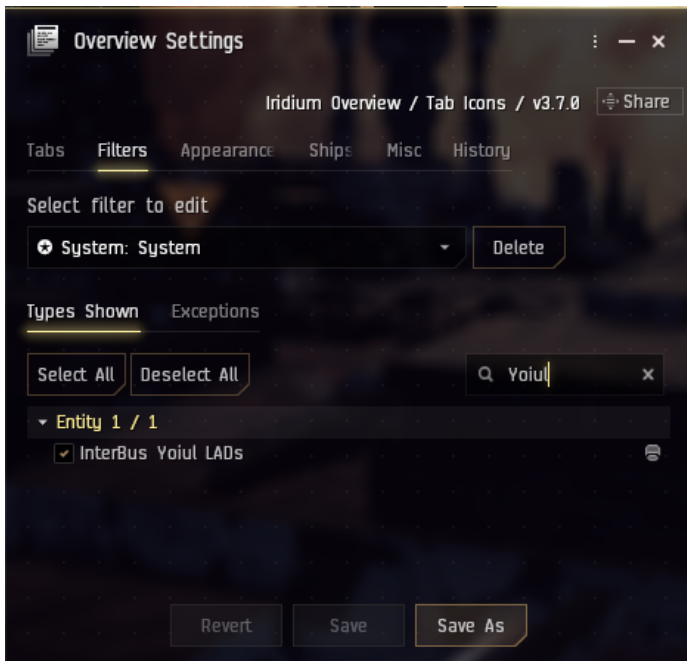 Overview Settings
Iridium Overview / Tab Icons / v3.7.0 Share
Tabs Filters Appearance Ships Misc History
Select filter to edit
System: System Delete
Types Shown Exceptions
Select All Deselect All Yoiul
Entity 1 / 1
InterBus Yoiul LADs
Revert Save Save As